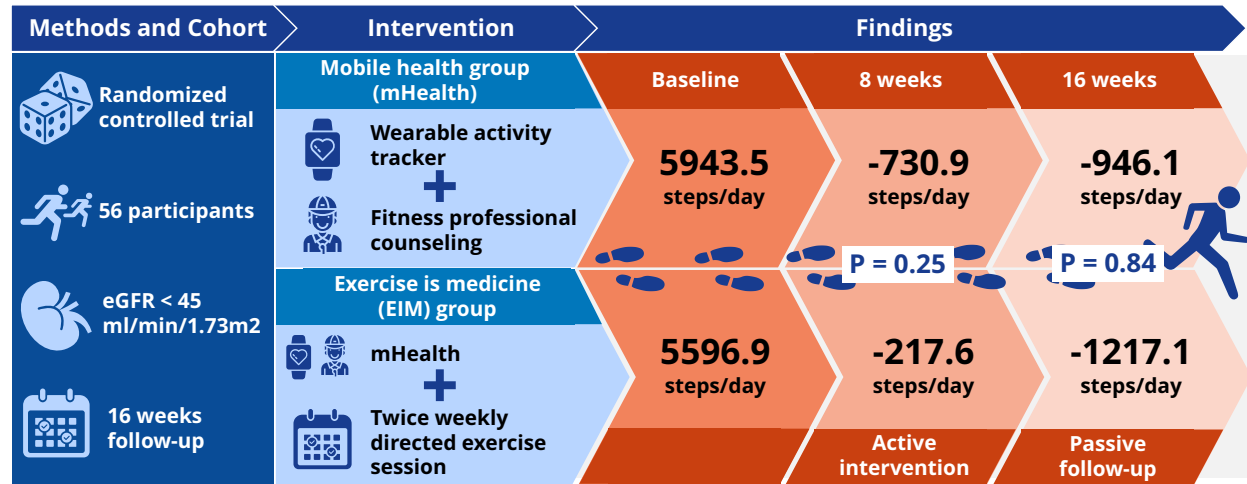 Methods and Cohort
Intervention
Findings
Randomized
controlled trial
56 participants
eGFR < 45
ml/min/1.73m2
16 weeks
follow-up
Mobile health group
(mHealth)
Wearable activity
tracker
+
Fitness professional
counseling
Exercise is medicine
(EIM) group
mHealth
+
Twice weekly
directed exercise
session
Baseline
8 weeks
16 weeks
5943.5
steps/day
-730.9
steps/day
-946.1
steps/day
P = 0.25
P = 0.84
5596.9
steps/day
-217.6
steps/day
-1217.1
steps/day
Active
intervention
Passive
follow-up